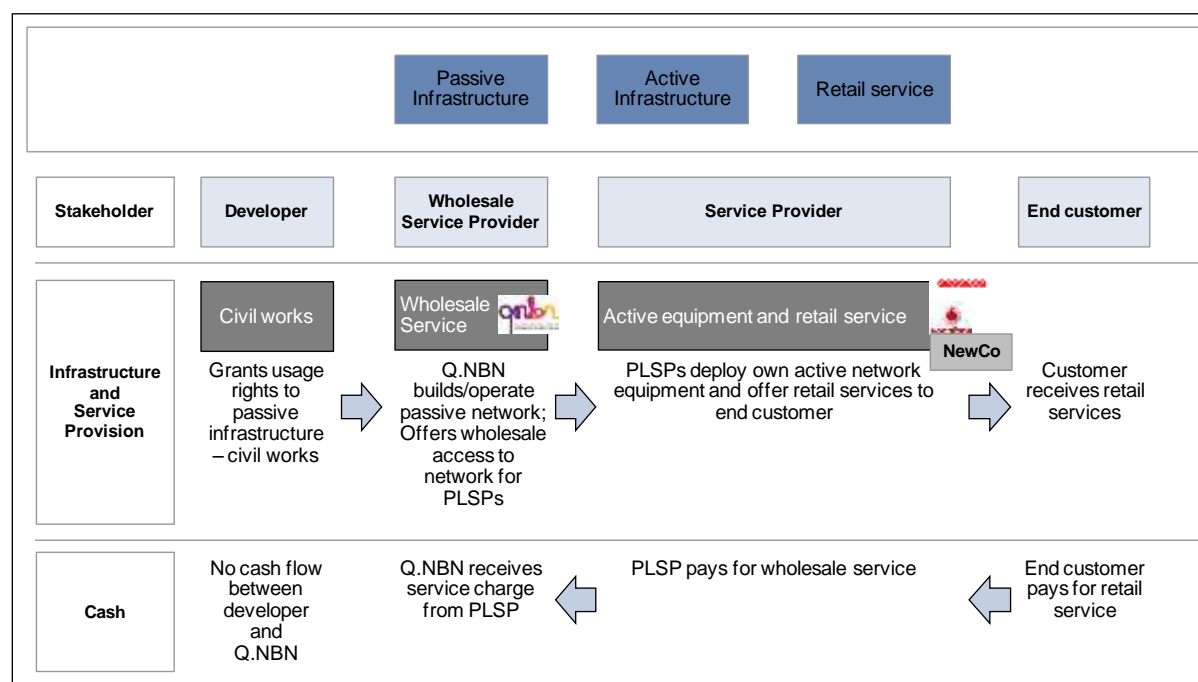 Passive
Infrastructure
Active
Infrastructure
Retail service
Stakeholder
Developer
Wholesale
Service Provider
Service Provider
End customer
Infrastructure
and
Service
Provision
Civil works
Grants usage
rights to
passive
infrastructure
– civil works
Wholesale
Service
qnbn
Q.NBN
builds/operate
passive network;
Offers wholesale
access to
network for
PLSPs
Active equipment and retail service
NewCo
PLSPs deploy own active network
equipment and offer retail services to
end customer
Customer
receives retail
services
Cash
No cash flow
between
developer
and
Q.NBN
Q.NBN receives
service charge
from PLSP
PLSP pays for wholesale service
End customer
pays for retail
service